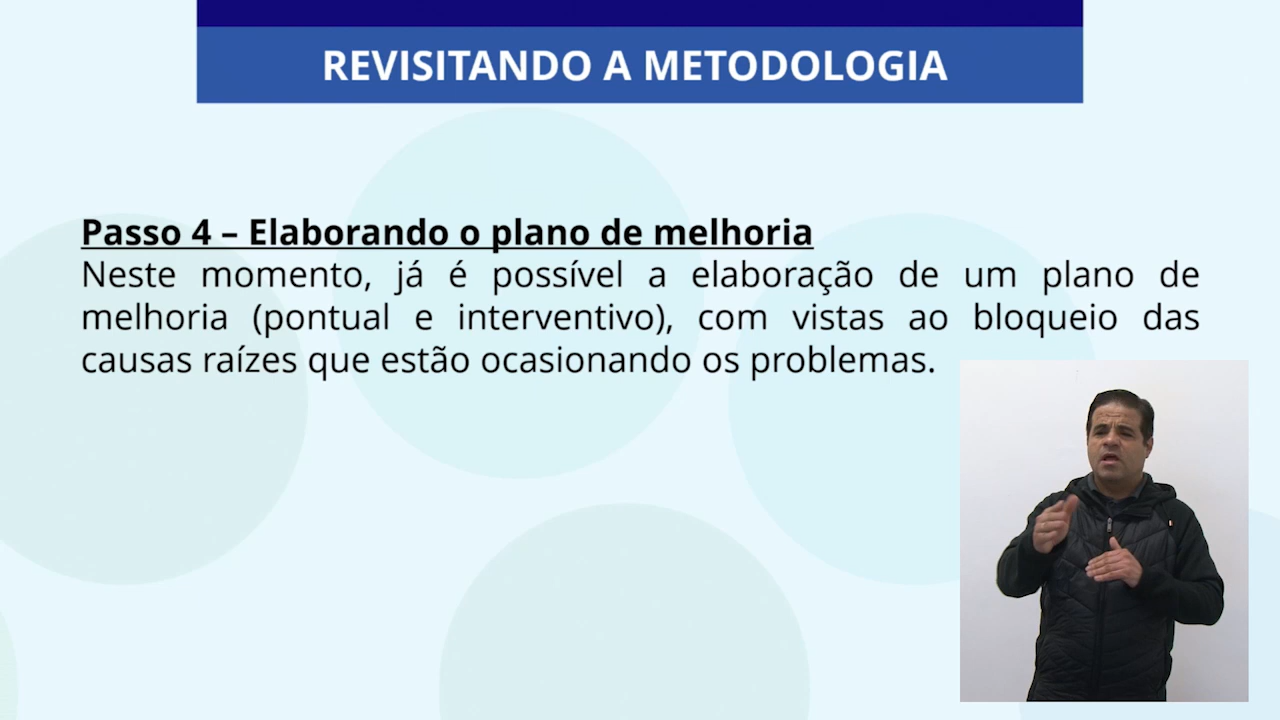 REVISITANDO A METODOLOGIA
Passo 4 – Elaborando o plano de melhoria
Neste momento, já é possível a elaboração de um plano de
melhoria (pontual e interventivo), com vistas ao bloqueio das
causas raízes que estão ocasionando os problemas.